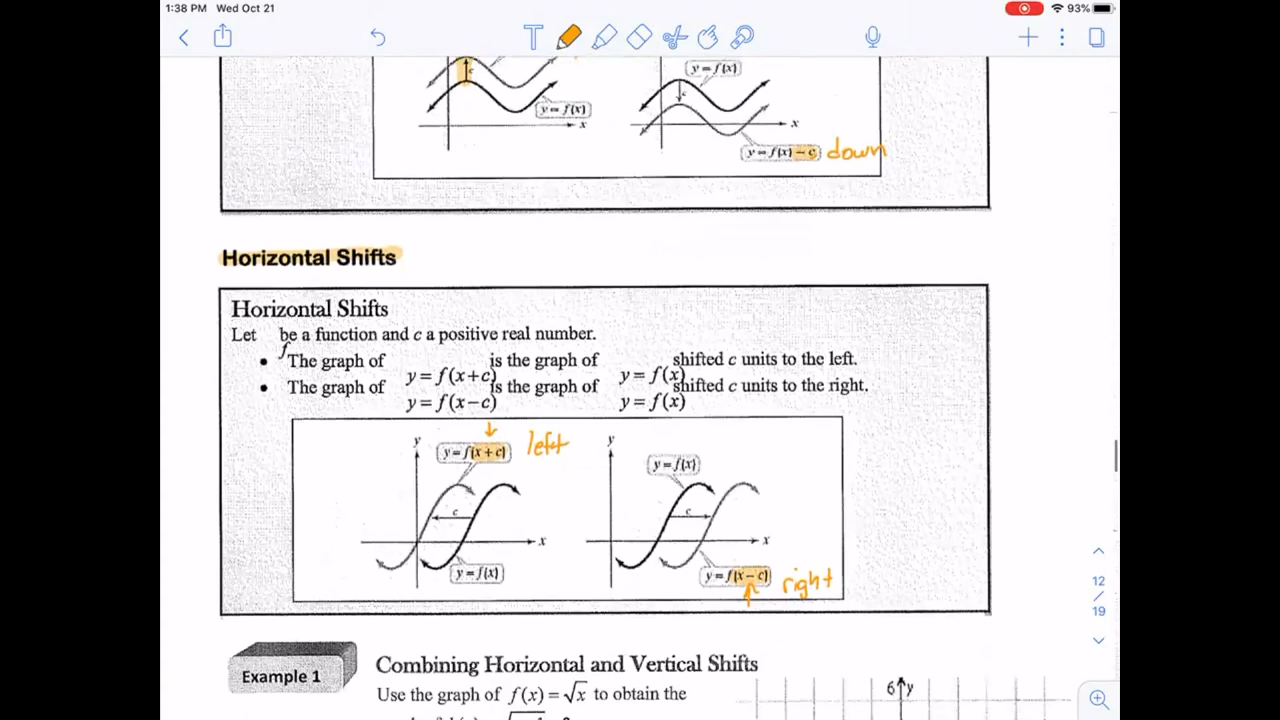 1:38 PM Wed Oct 21
93%
c
y = f(x)
x
y = f(x)
c
x
y = f(x) − c down
Horizontal Shifts
Horizontal Shifts
Let f be a function and c a positive real number.
• The graph of y = f(x+c) is the graph of y = f(x) shifted c units to the left.
• The graph of y = f(x−c) is the graph of y = f(x) shifted c units to the right.
y
y = f(x + c) left
c
x
y = f(x)
y
y = f(x)
c
x
y = f(x − c) right
12
/
19
Example 1
Combining Horizontal and Vertical Shifts
Use the graph of f(x) = √x to obtain the
6 y